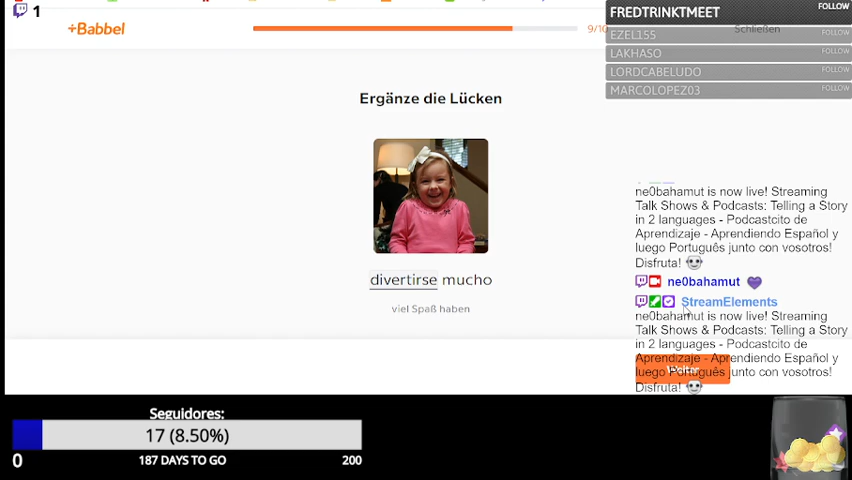 1
+Babbel
9/10
Schließen
FREDTRINKTMEET FOLLOW
EZEL155 FOLLOW
LAKHASO FOLLOW
LORDCABELUDO FOLLOW
MARCOLOPEZ03 FOLLOW
Ergänze die Lücken
divertirse mucho
viel Spaß haben
ne0bahamut is now live! Streaming
Talk Shows & Podcasts: Telling a Story
in 2 languages - Podcastcito de
Aprendizaje - Aprendiendo Español y
luego Português junto con vosotros!
Disfruta!
ne0bahamut
StreamElements
ne0bahamut is now live! Streaming
Talk Shows & Podcasts: Telling a Story
in 2 languages - Podcastcito de
Aprendizaje - Aprendiendo Español y
luego Português junto con vosotros!
Disfruta!
Weiter
Seguidores:
17 (8.50%)
0 187 DAYS TO GO 200